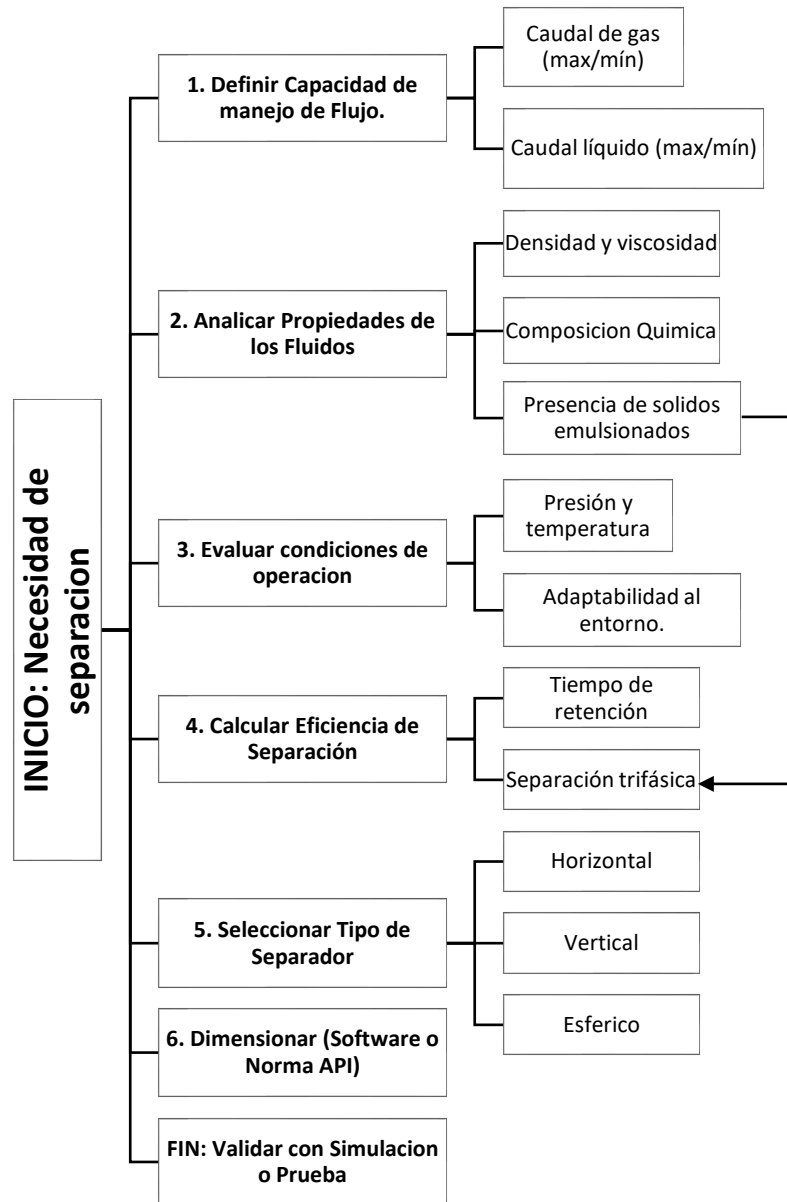 INICIO: Necesidad de
separacion
1. Definir Capacidad de
manejo de Flujo.
Caudal de gas
(max/mín)
Caudal líquido (max/mín)
2. Analicar Propiedades de
los Fluidos
Densidad y viscosidad
Composicion Quimica
Presencia de solidos
emulsionados
3. Evaluar condiciones de
operacion
Presión y
temperatura
Adaptabilidad al
entorno.
4. Calcular Eficiencia de
Separación
Tiempo de
retención
Separación trifásica
5. Seleccionar Tipo de
Separador
Horizontal
Vertical
Esferico
6. Dimensionar (Software o
Norma API)
FIN: Validar con Simulacion
o Prueba